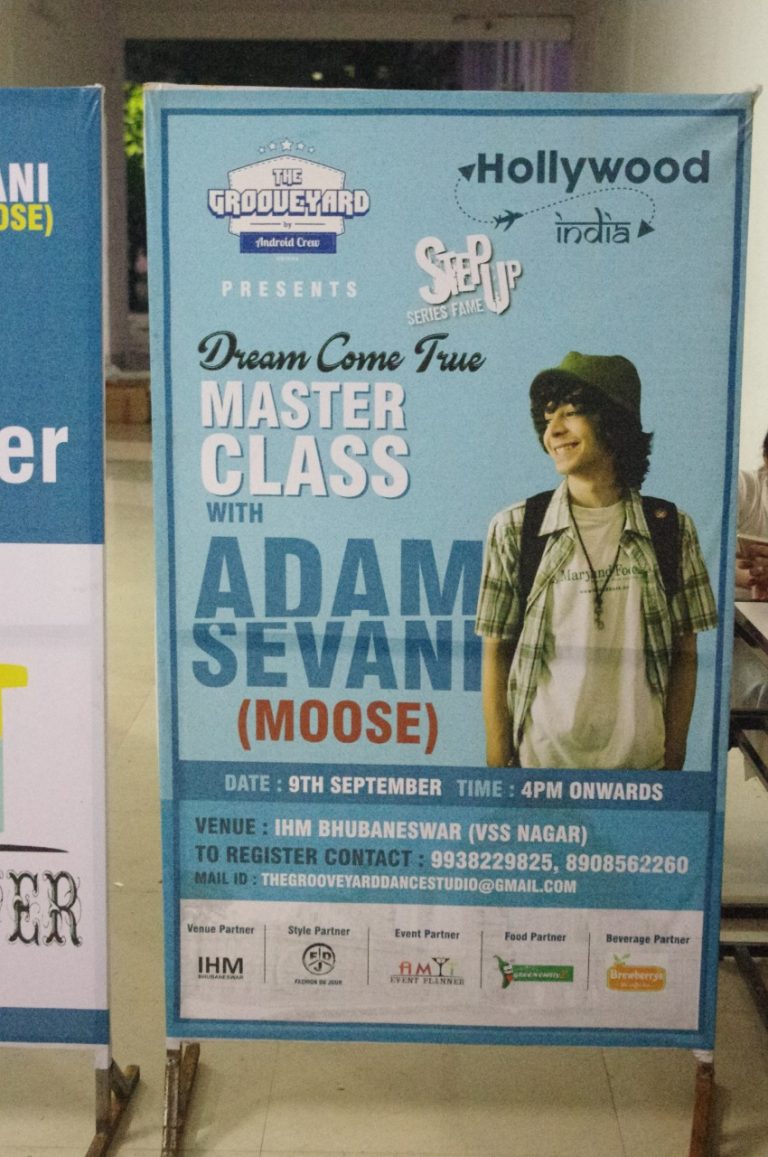 ANI
OSE)
er
PER
THE
GROOVEYARD
by
Android Crew
PRESENTS
Hollywood
india
STEP UP
SERIES FAME
Dream Come True
MASTER
CLASS
WITH
ADAM
SEVANI
(MOOSE)
DATE : 9TH SEPTEMBER TIME : 4PM ONWARDS
VENUE : IHM BHUBANESWAR (VSS NAGAR)
TO REGISTER CONTACT : 9938229825, 8908562260
MAIL ID : THEGROOVEYARDDANCESTUDIO@GMAIL.COM
Venue Partner Style Partner Event Partner Food Partner Beverage Partner
IHM
BHUBANESWAR
FASHION DU JOUR
EVENT PLANNER
Brewberrys